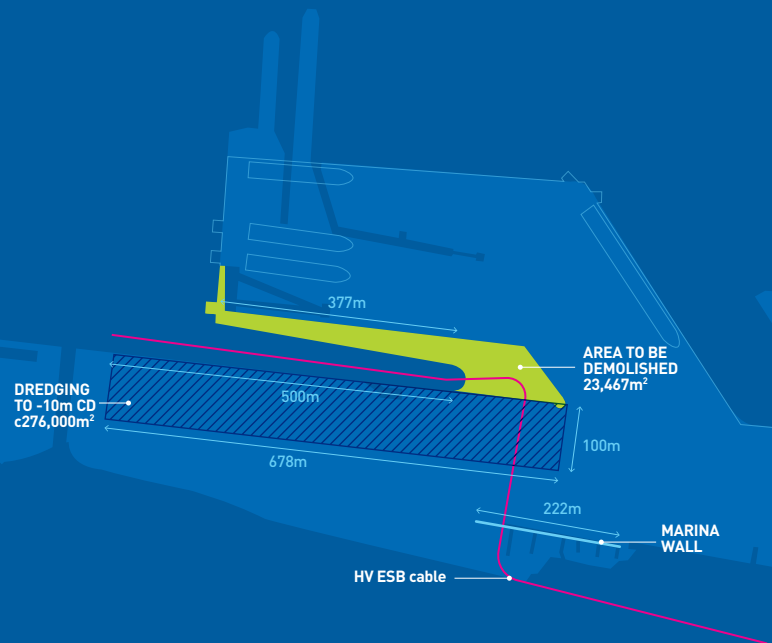 377m
AREA TO BE
DEMOLISHED
23,467m²
DREDGING
TO -10m CD
c276,000m²
500m
100m
678m
222m
MARINA
WALL
HV ESB cable